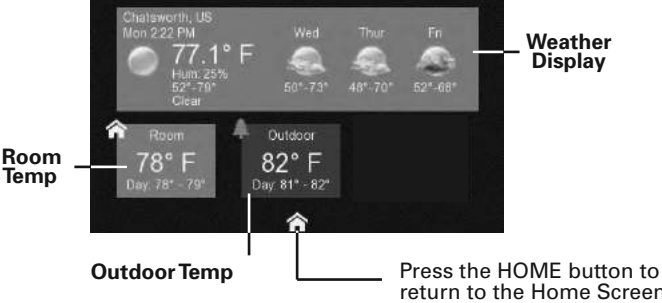 Chatsworth, US
Mon 2:22 PM
77.1° F
Hum: 25%
52°-79°
Clear
Wed
50°-73°
Thur
48°-70°
Fri
52°-68°
Weather
Display
Room
78° F
Day: 78° - 79°
Outdoor
82° F
Day: 81° - 82°
Room
Temp
Outdoor Temp
Press the HOME button to
return to the Home Screen